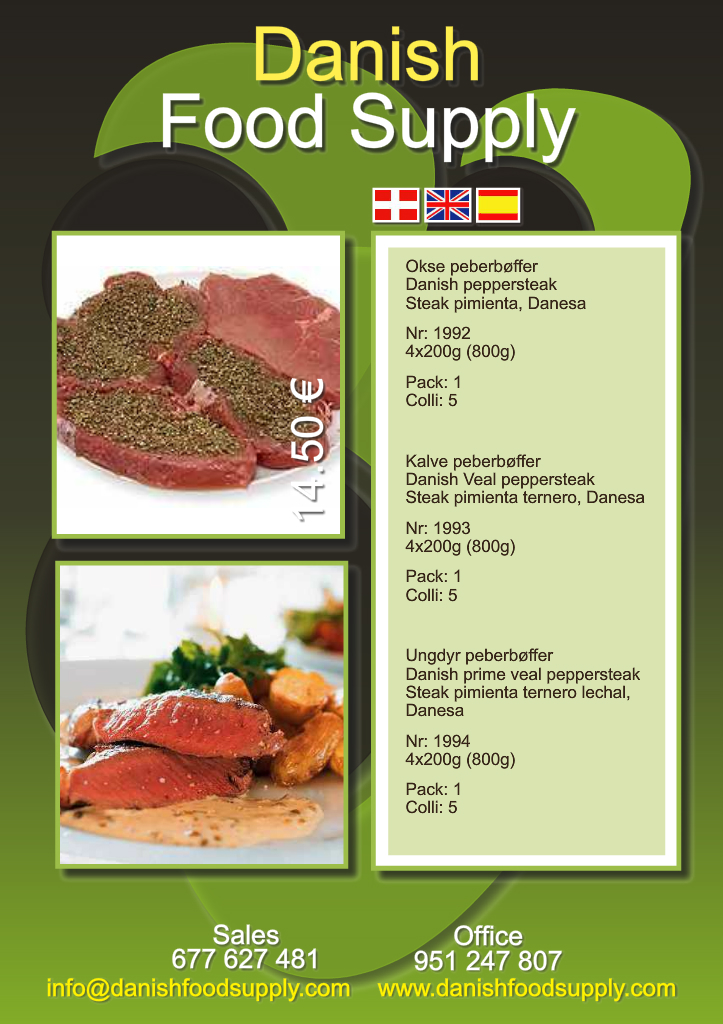 Danish
Food Supply
14.50 €
Okse peberbøffer
Danish peppersteak
Steak pimienta, Danesa
Nr: 1992
4x200g (800g)
Pack: 1
Colli: 5
Kalve peberbøffer
Danish Veal peppersteak
Steak pimienta ternero, Danesa
Nr: 1993
4x200g (800g)
Pack: 1
Colli: 5
Ungdyr peberbøffer
Danish prime veal peppersteak
Steak pimienta ternero lechal,
Danesa
Nr: 1994
4x200g (800g)
Pack: 1
Colli: 5
Sales
677 627 481
info@danishfoodsupply.com
Office
951 247 807
www.danishfoodsupply.com